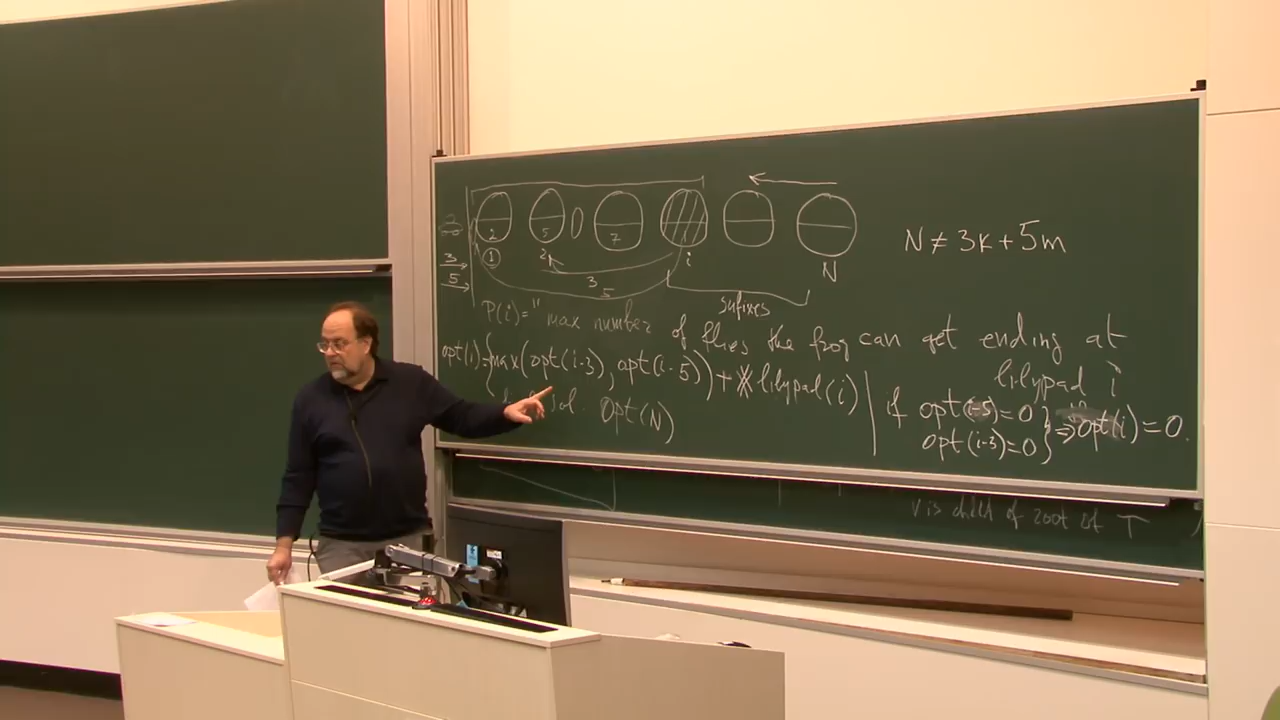 N ≠ 3k + 5m
2 5 7
3
5
1 2 3 5 i N
sufixes
P(i) = " max number of flies the frog can get ending at
lilypad i
opt(i) = {max(opt(i-3), opt(i-5)) + lilypad(i)
if opt(i-5) = 0
opt(i-3) = 0 } ⇒ opt(i) = 0.
sol. Opt(N)
v is child of root of T